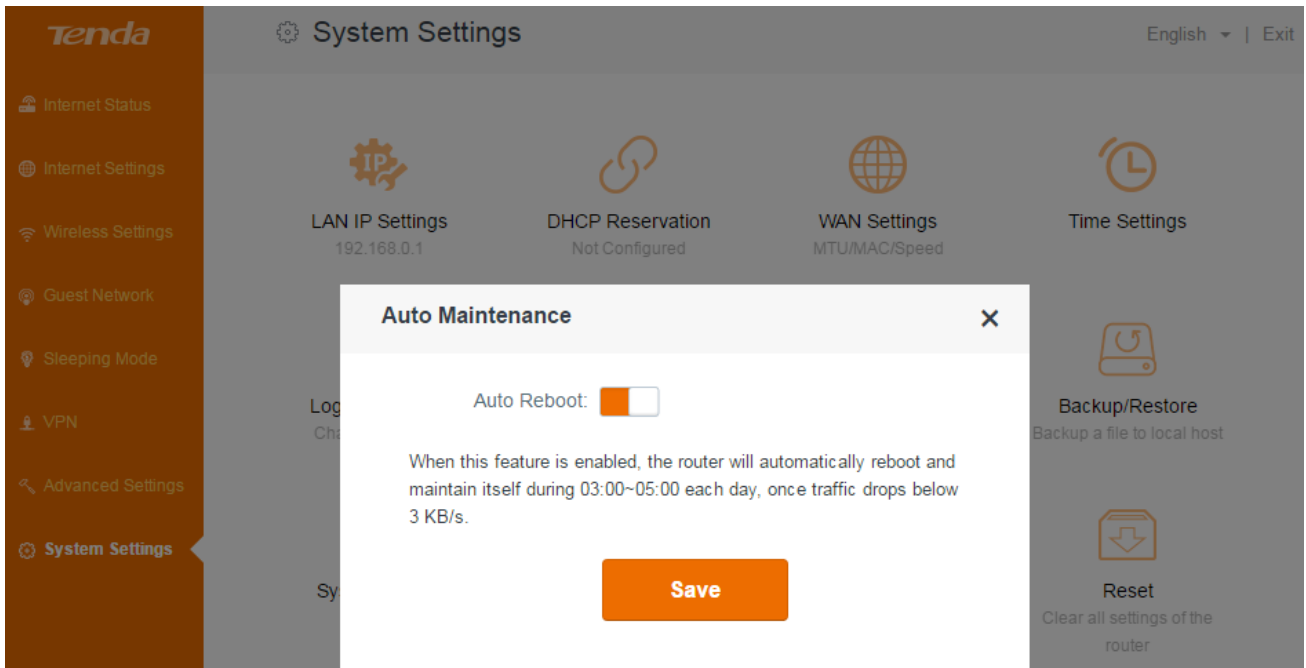 Tenda
System Settings
English | Exit
Internet Status
Internet Settings
Wireless Settings
Guest Network
Sleeping Mode
VPN
Advanced Settings
System Settings
IP
LAN IP Settings
192.168.0.1
DHCP Reservation
Not Configured
WAN Settings
MTU/MAC/Speed
Time Settings
Auto Maintenance
Auto Reboot:
When this feature is enabled, the router will automatically reboot and
maintain itself during 03:00~05:00 each day, once traffic drops below
3 KB/s.
Save
Backup/Restore
Backup a file to local host
Reset
Clear all settings of the
router